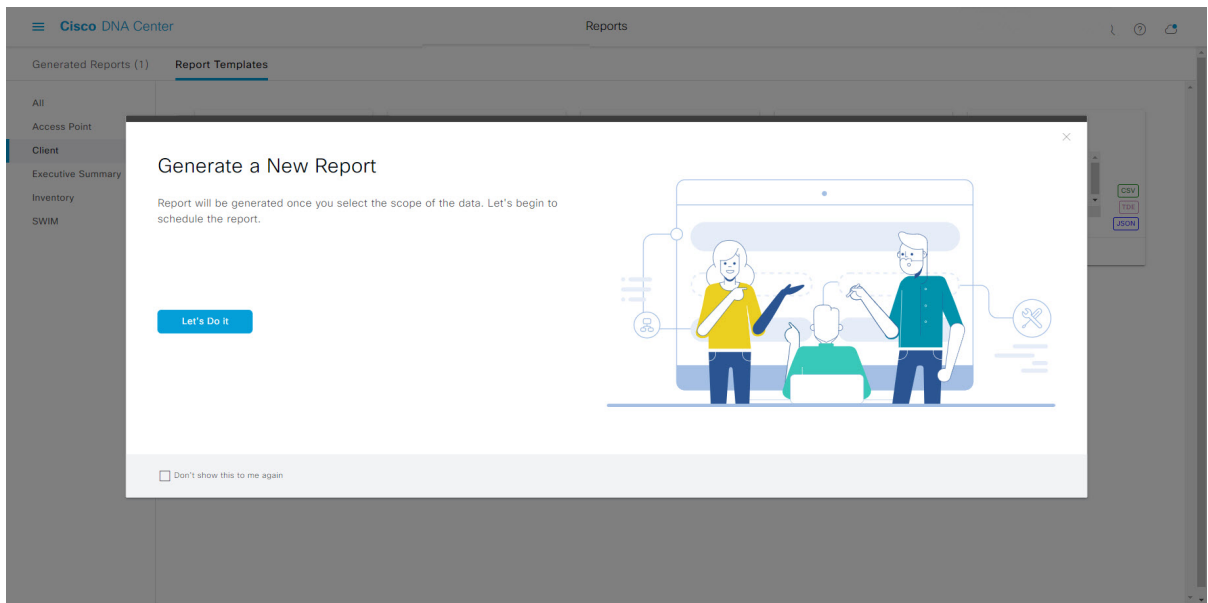 Cisco DNA Center
Reports
Generated Reports (1)
Report Templates
All
Access Point
Client
Executive Summary
Inventory
SWIM
Generate a New Report
Report will be generated once you select the scope of the data. Let's begin to
schedule the report.
Let's Do it
Don't show this to me again
CSV
TDE
JSON